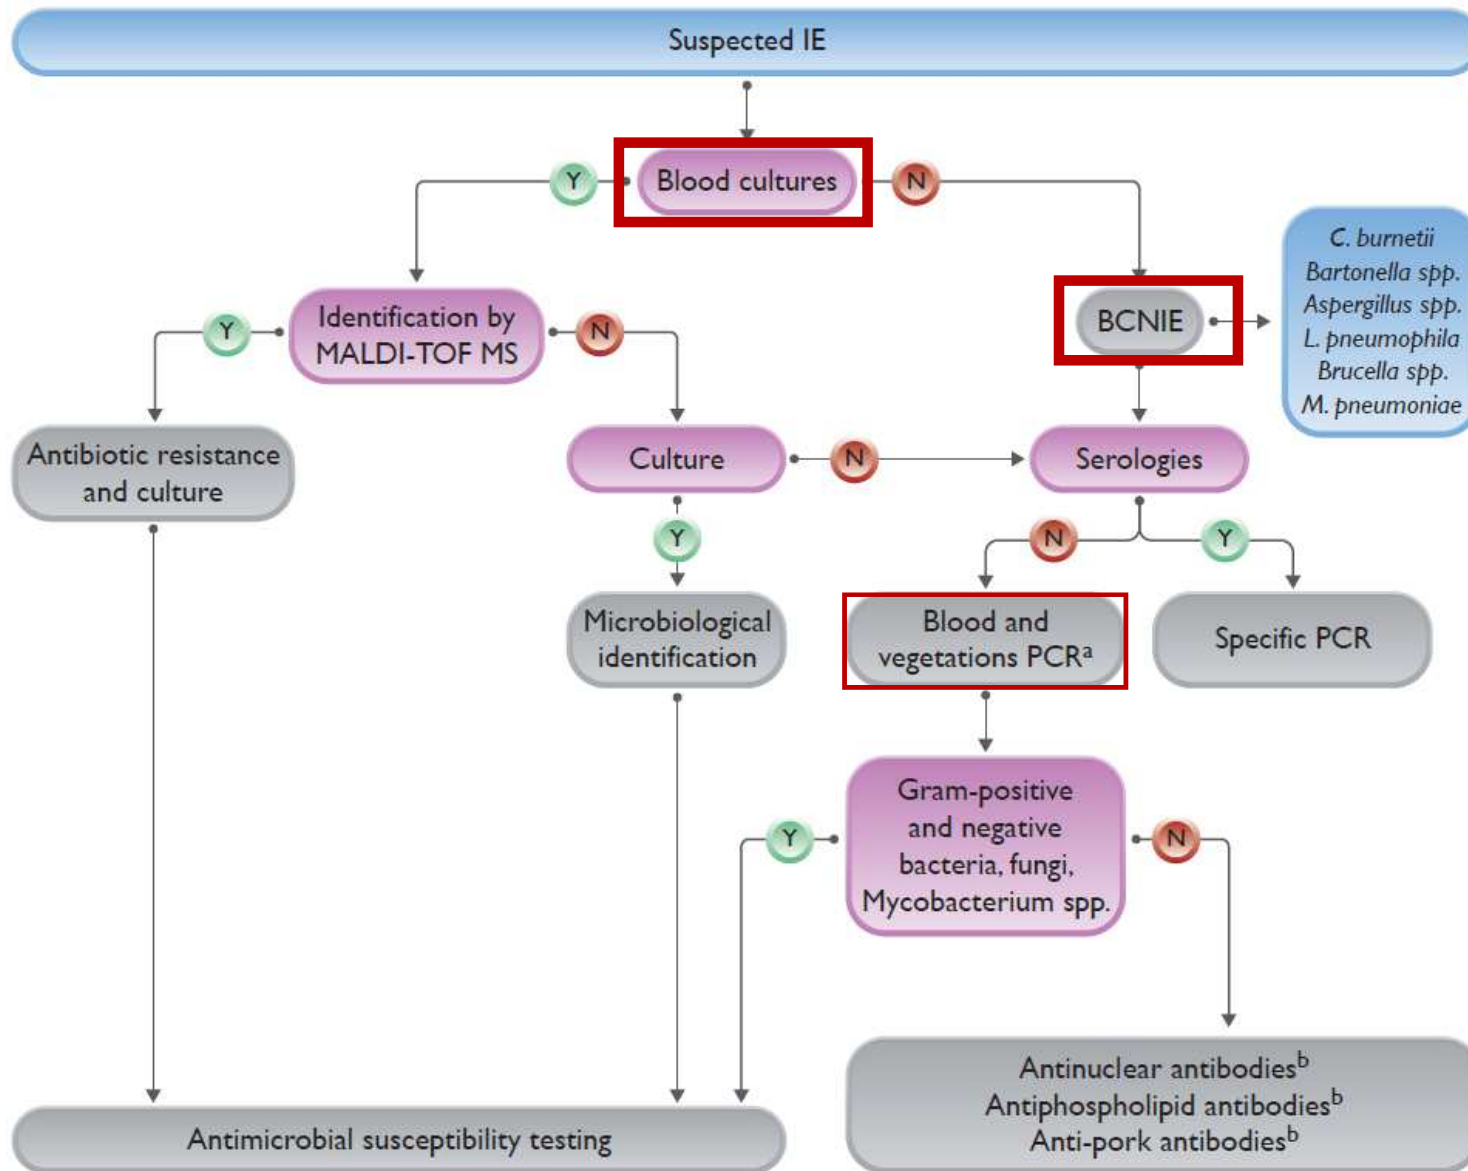 Suspected IE
Blood cultures
Y
N
C. burnetii
Bartonella spp.
Aspergillus spp.
L. pneumophila
Brucella spp.
M. pneumoniae
BCNIE
Identification by
MALDI-TOF MS
Y
N
Antibiotic resistance
and culture
Culture
N
Serologies
Y
N
Y
Microbiological
identification
Blood and
vegetations PCRᵃ
Specific PCR
Gram-positive
and negative
bacteria, fungi,
Mycobacterium spp.
Y
N
Antinuclear antibodiesᵇ
Antiphospholipid antibodiesᵇ
Anti-pork antibodiesᵇ
Antimicrobial susceptibility testing